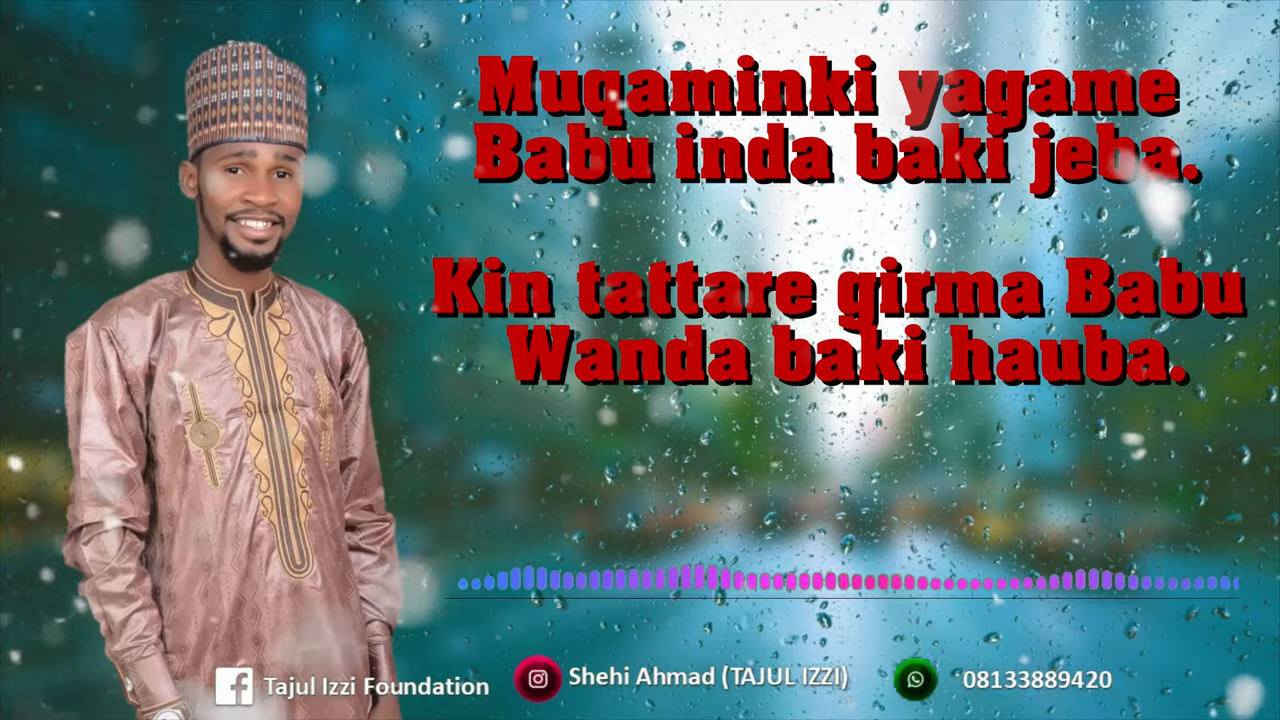 Muqaminki yagame
Babu inda baki jeba.
Kin tattare girma Babu
Wanda baki hauba.
Tajul Izzi Foundation
Shehi Ahmad (TAJUL IZZI)
08133889420